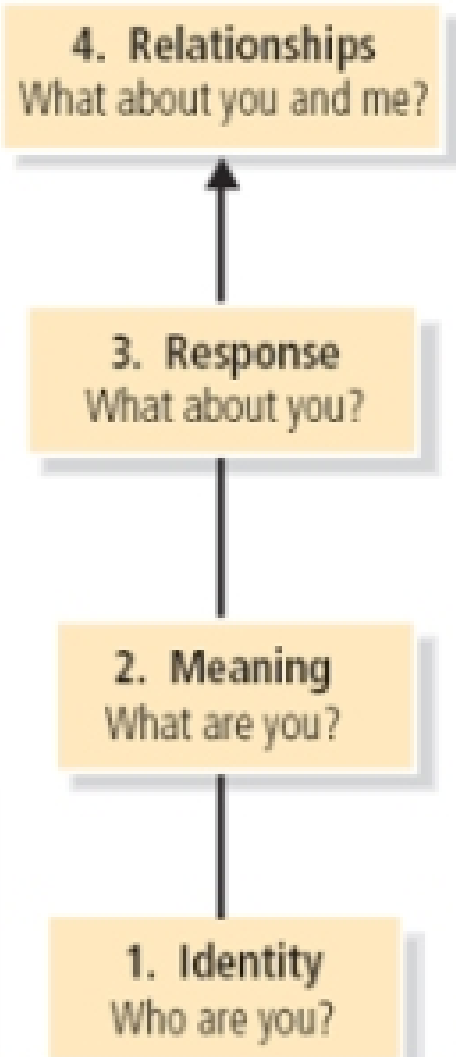 4. Relationships
What about you and me?
3. Response
What about you?
2. Meaning
What are you?
1. Identity
Who are you?